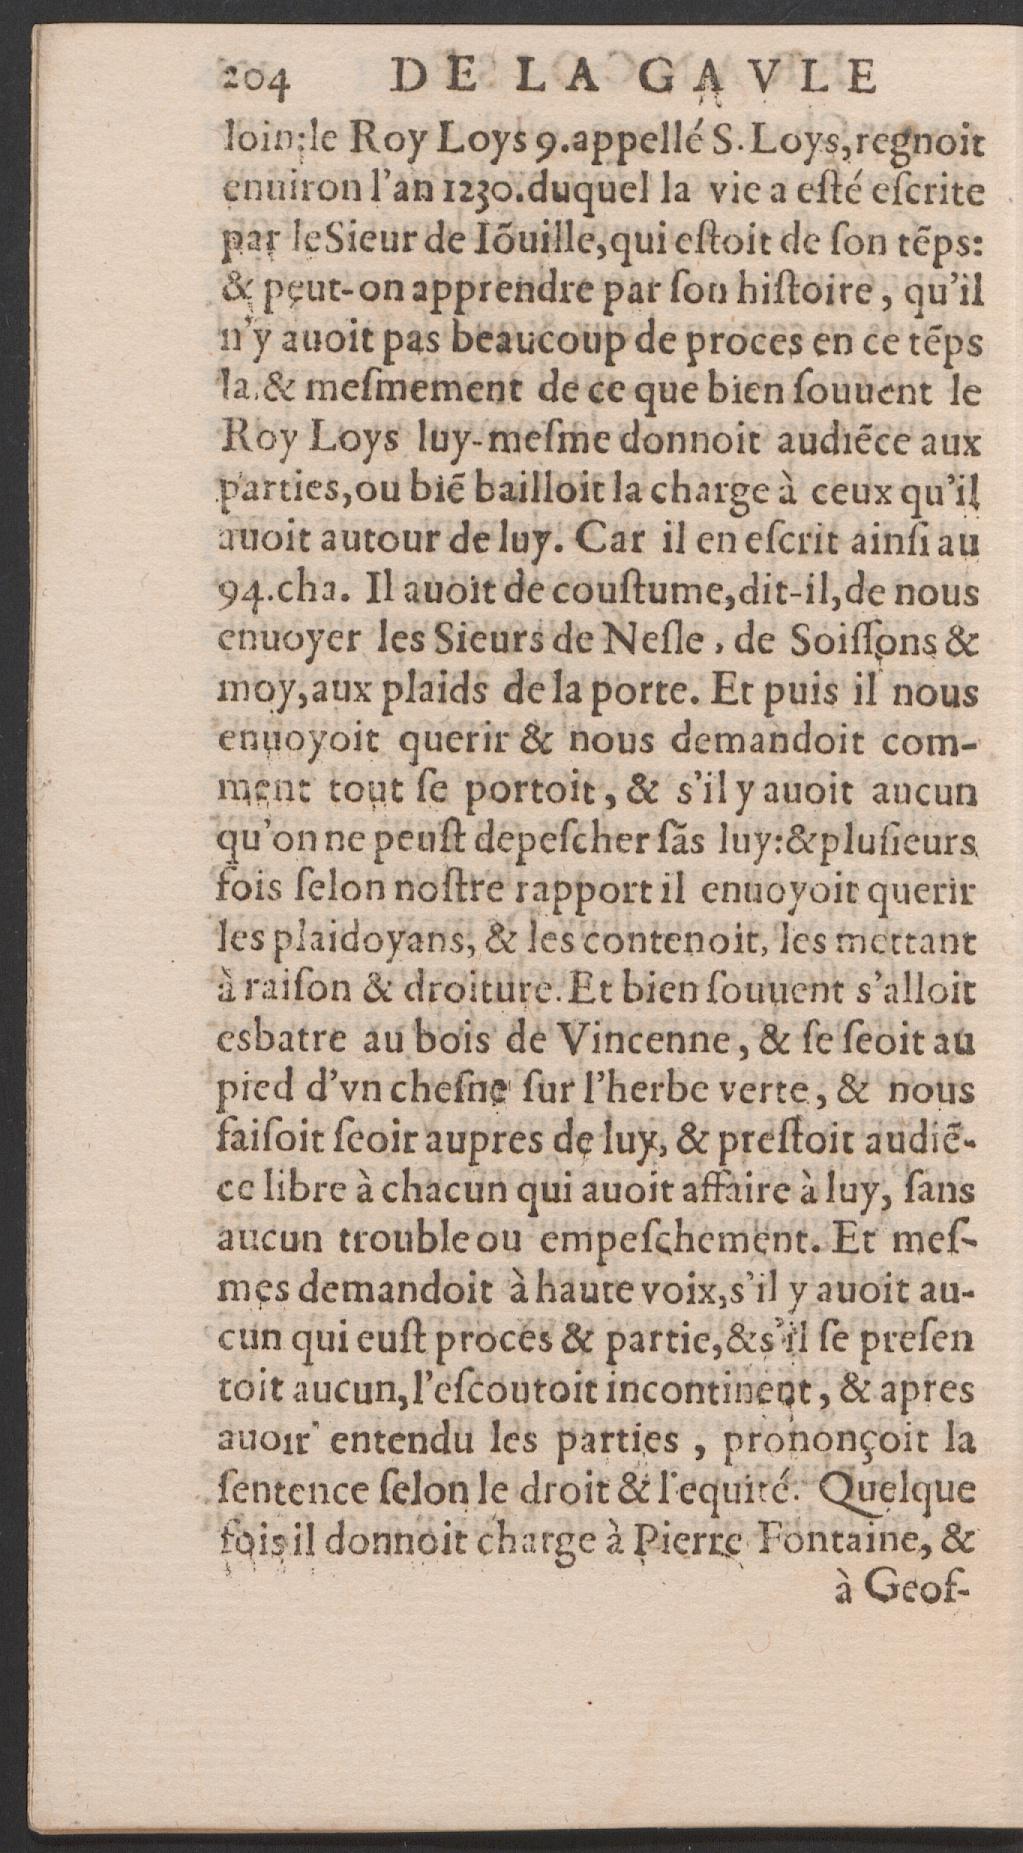 204 DE LA GAVLE
loin:le Roy Loys 9.appellé S. Loys,regnoit
enuiron l'an 1230.duquel la vie a eſté eſcrite
par le Sieur de Iõuille,qui eſtoit de ſon tẽps:
& peut-on apprendre par ſon hiſtoire, qu'il
n'y auoit pas beaucoup de proces en ce tẽps
la.& meſmement de ce que bien ſouuent le
Roy Loys luy-meſme donnoit audiẽce aux
parties,ou biẽ bailloit la charge à ceux qu'il
auoit autour de luy. Car il en eſcrit ainſi au
94.cha. Il auoit de couſtume,dit-il,de nous
enuoyer les Sieurs de Neſle, de Soiſſons &
moy,aux plaids de la porte. Et puis il nous
enuoyoit querir & nous demandoit com-
ment tout ſe portoit, & s'il y auoit aucun
qu'on ne peuſt depeſcher ſãs luy:&pluſieurs
fois ſelon noſtre rapport il enuoyoit querir
les plaidoyans, & les contenoit, les mettant
à raiſon & droiture. Et bien ſouuent s'alloit
esbatre au bois de Vincenne, & ſe ſeoit au
pied d'vn cheſne ſur l'herbe verte, & nous
faiſoit ſeoir aupres de luy, & preſtoit audiẽ-
ce libre à chacun qui auoit affaire à luy, ſans
aucun trouble ou empeſchement. Et meſ-
mes demandoit à haute voix,s'il y auoit au-
cun qui euſt proces & partie,&s'il ſe preſen
toit aucun,l'eſcoutoit incontinent, & apres
auoir entendu les parties, prononçoit la
ſentence ſelon le droit & l'equité. Quelque
fois il donnoit charge à Pierre Fontaine, &
à Geof-